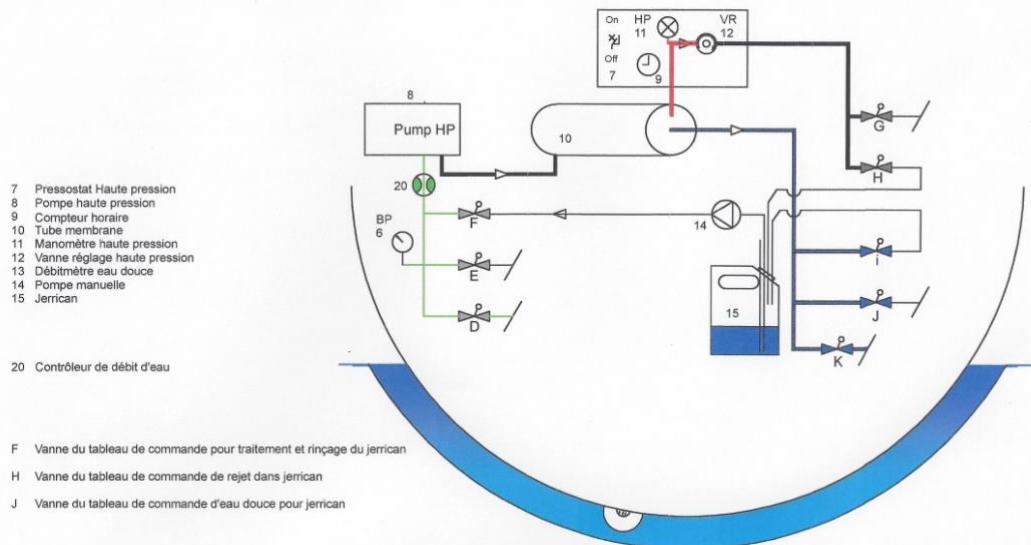 On
HP
11
VR
12
Off
7
9
8
Pump HP
10
G
H
20
BP
6
F
14
E
D
15
i
J
K
7 Pressostat Haute pression
8 Pompe haute pression
9 Compteur horaire
10 Tube membrane
11 Manomètre haute pression
12 Vanne réglage haute pression
13 Débitmètre eau douce
14 Pompe manuelle
15 Jerrican
20 Contrôleur de débit d'eau
F Vanne du tableau de commande pour traitement et rinçage du jerrican
H Vanne du tableau de commande de rejet dans jerrican
J Vanne du tableau de commande d'eau douce pour jerrican